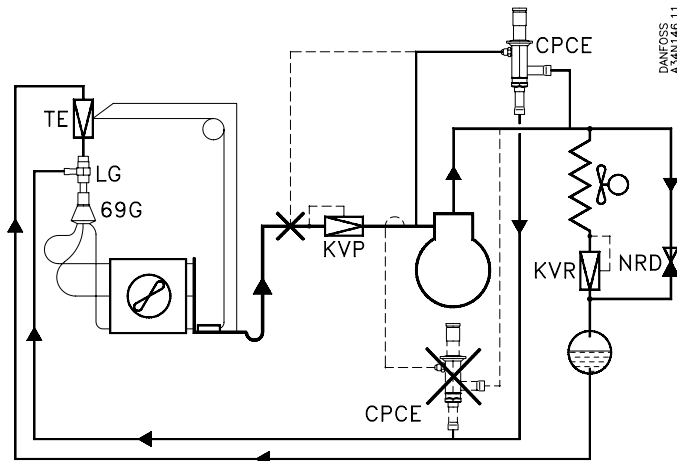 DANFOSS
A34N146.11
CPCE
TE
LG
69G
KVP
KVR
NRD
CPCE